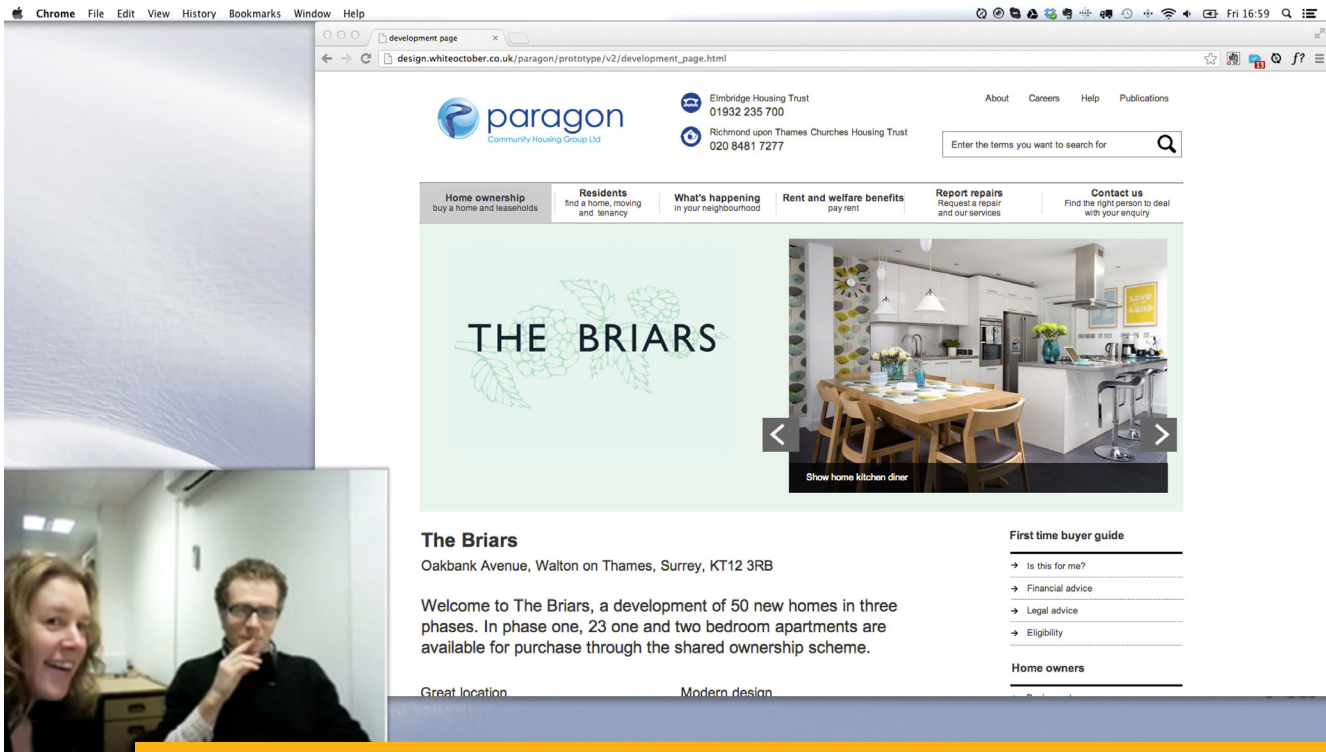 Chrome File Edit View History Bookmarks Window Help
Fri 16:59
development page
design.whiteoctober.co.uk/paragon/prototype/v2/development_page.html
13
f?
paragon
Community Housing Group Ltd
Elmbridge Housing Trust
01932 235 700
Richmond upon Thames Churches Housing Trust
020 8481 7277
About Careers Help Publications
Enter the terms you want to search for
Home ownership
buy a home and leaseholds
Residents
find a home, moving
and tenancy
What's happening
in your neighbourhood
Rent and welfare benefits
pay rent
Report repairs
Request a repair
and our services
Contact us
Find the right person to deal
with your enquiry
THE BRIARS
Show home kitchen diner
The Briars
Oakbank Avenue, Walton on Thames, Surrey, KT12 3RB
Welcome to The Briars, a development of 50 new homes in three
phases. In phase one, 23 one and two bedroom apartments are
available for purchase through the shared ownership scheme.
Great location
Modern design
First time buyer guide
Is this for me?
Financial advice
Legal advice
Eligibility
Home owners